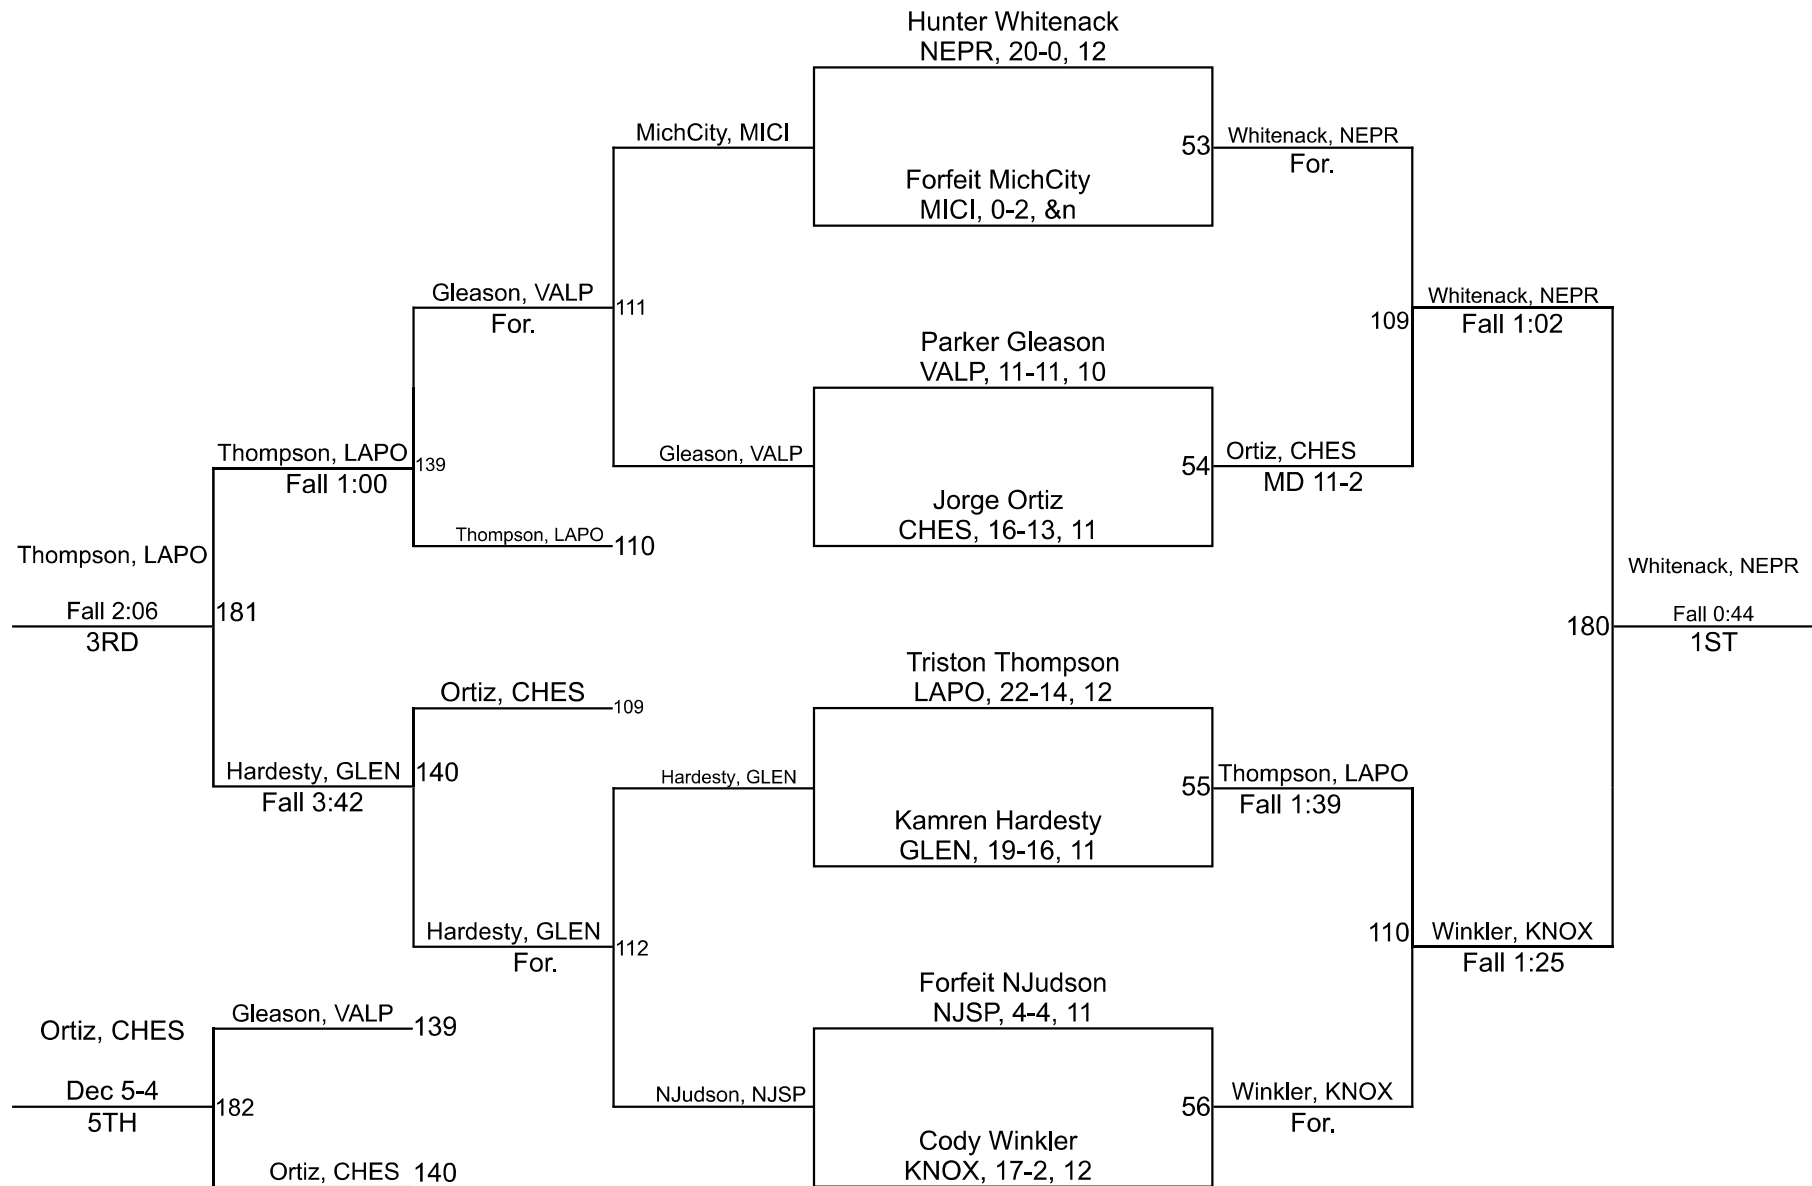 Hunter Whitenack
NEPR, 20-0, 12
MichCity, MICI
53
Whitenack, NEPR
For.
Forfeit MichCity
MICI, 0-2, &n
Gleason, VALP
For.
111
109
Whitenack, NEPR
Fall 1:02
Parker Gleason
VALP, 11-11, 10
Thompson, LAPO
Fall 1:00
139
Gleason, VALP
54
Ortiz, CHES
MD 11-2
Jorge Ortiz
CHES, 16-13, 11
Thompson, LAPO
110
Thompson, LAPO
Fall 2:06
3RD
181
180
Whitenack, NEPR
Fall 0:44
1ST
Triston Thompson
LAPO, 22-14, 12
Ortiz, CHES
109
Hardesty, GLEN
Fall 3:42
140
Hardesty, GLEN
55
Thompson, LAPO
Fall 1:39
Kamren Hardesty
GLEN, 19-16, 11
Hardesty, GLEN
For.
112
110
Winkler, KNOX
Fall 1:25
Forfeit NJudson
NJSP, 4-4, 11
Gleason, VALP
139
Ortiz, CHES
Dec 5-4
5TH
182
NJudson, NJSP
56
Winkler, KNOX
For.
Cody Winkler
KNOX, 17-2, 12
Ortiz, CHES
140